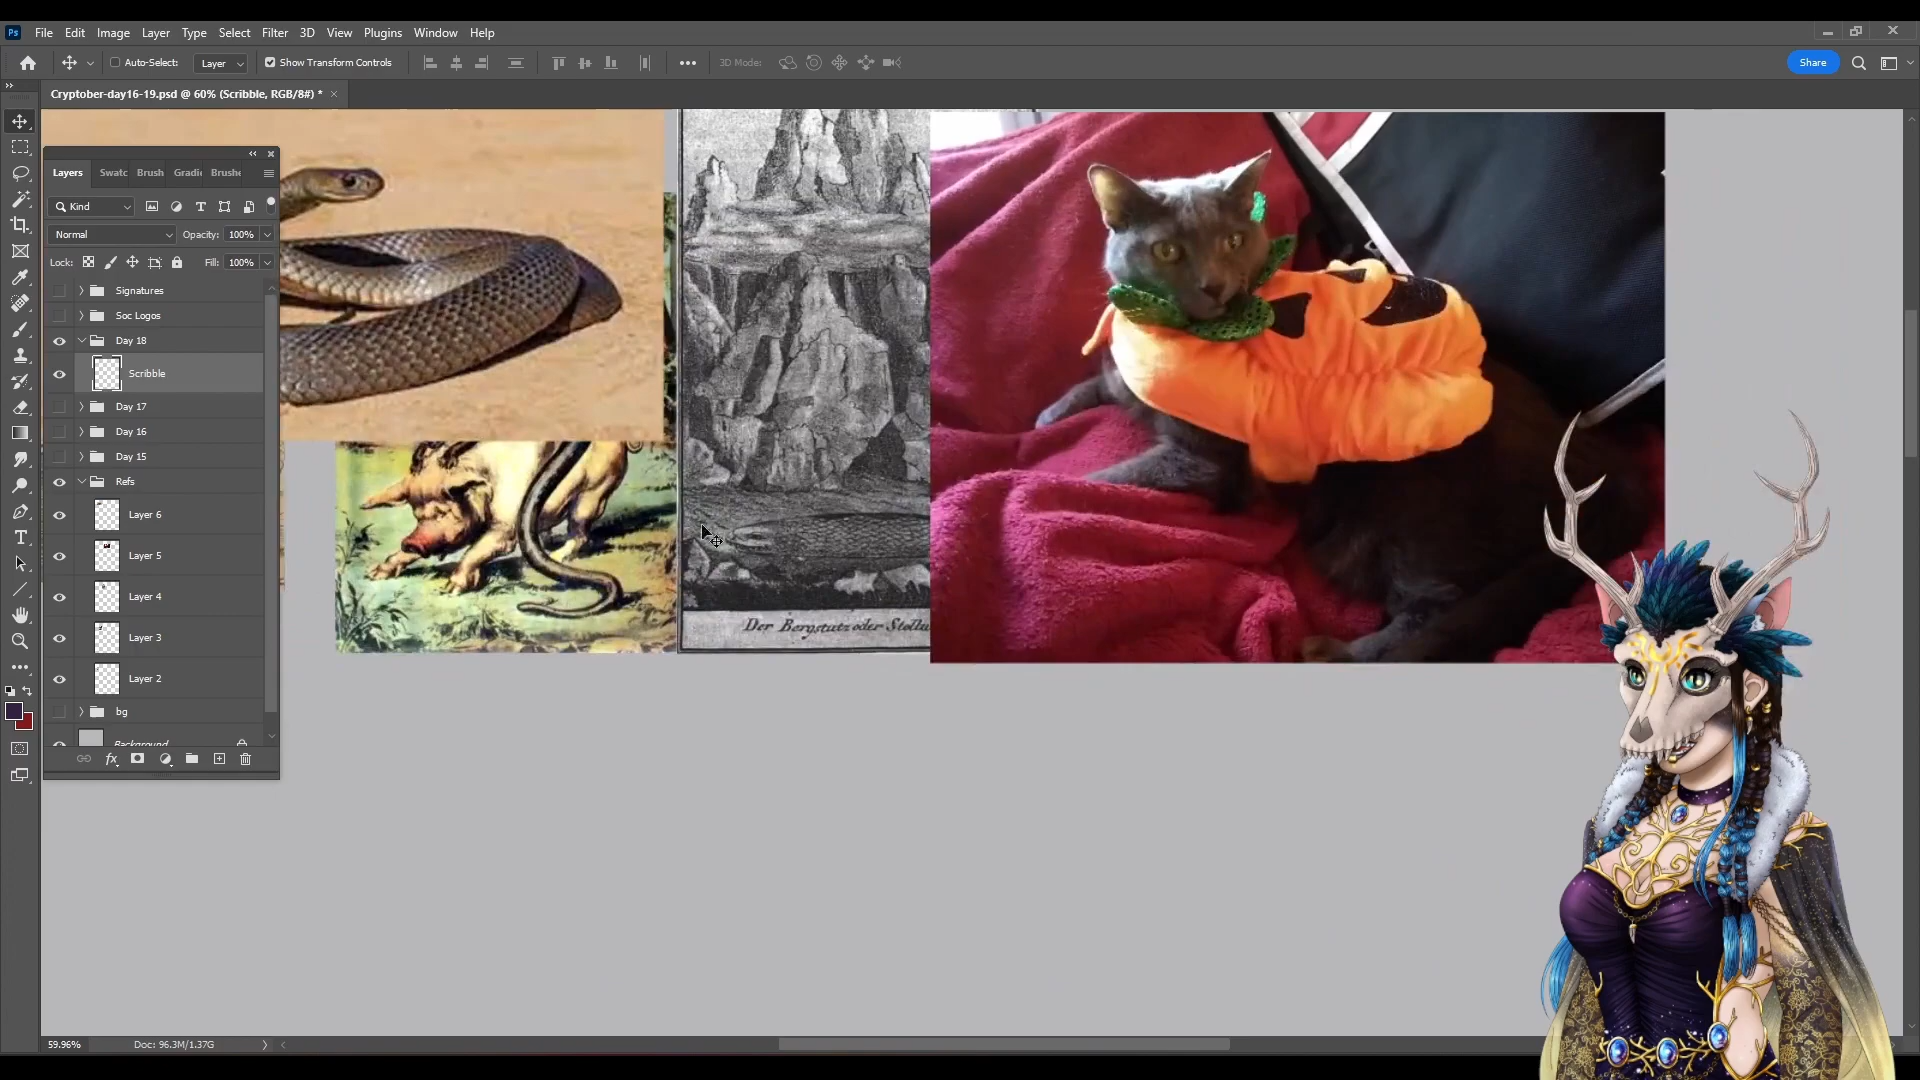 Ps File Edit Image Layer Type Select Filter 3D View Plugins Window Help
Auto-Select: Layer Show Transform Controls 3D Mode: Share
Cryptober-day16-19.psd @ 60% (Scribble, RGB/8#) *
Layers Swatc Brush Gradi Brushe
Kind
Normal Opacity: 100%
Lock: Fill: 100%
Signatures
Soc Logos
Day 18
Scribble
Day 17
Day 16
Day 15
Refs
Layer 6
Layer 5
Layer 4
Layer 3
Layer 2
bg
Background
Der Bergstutz oder Stollu
59.96% Doc: 96.3M/1.37G